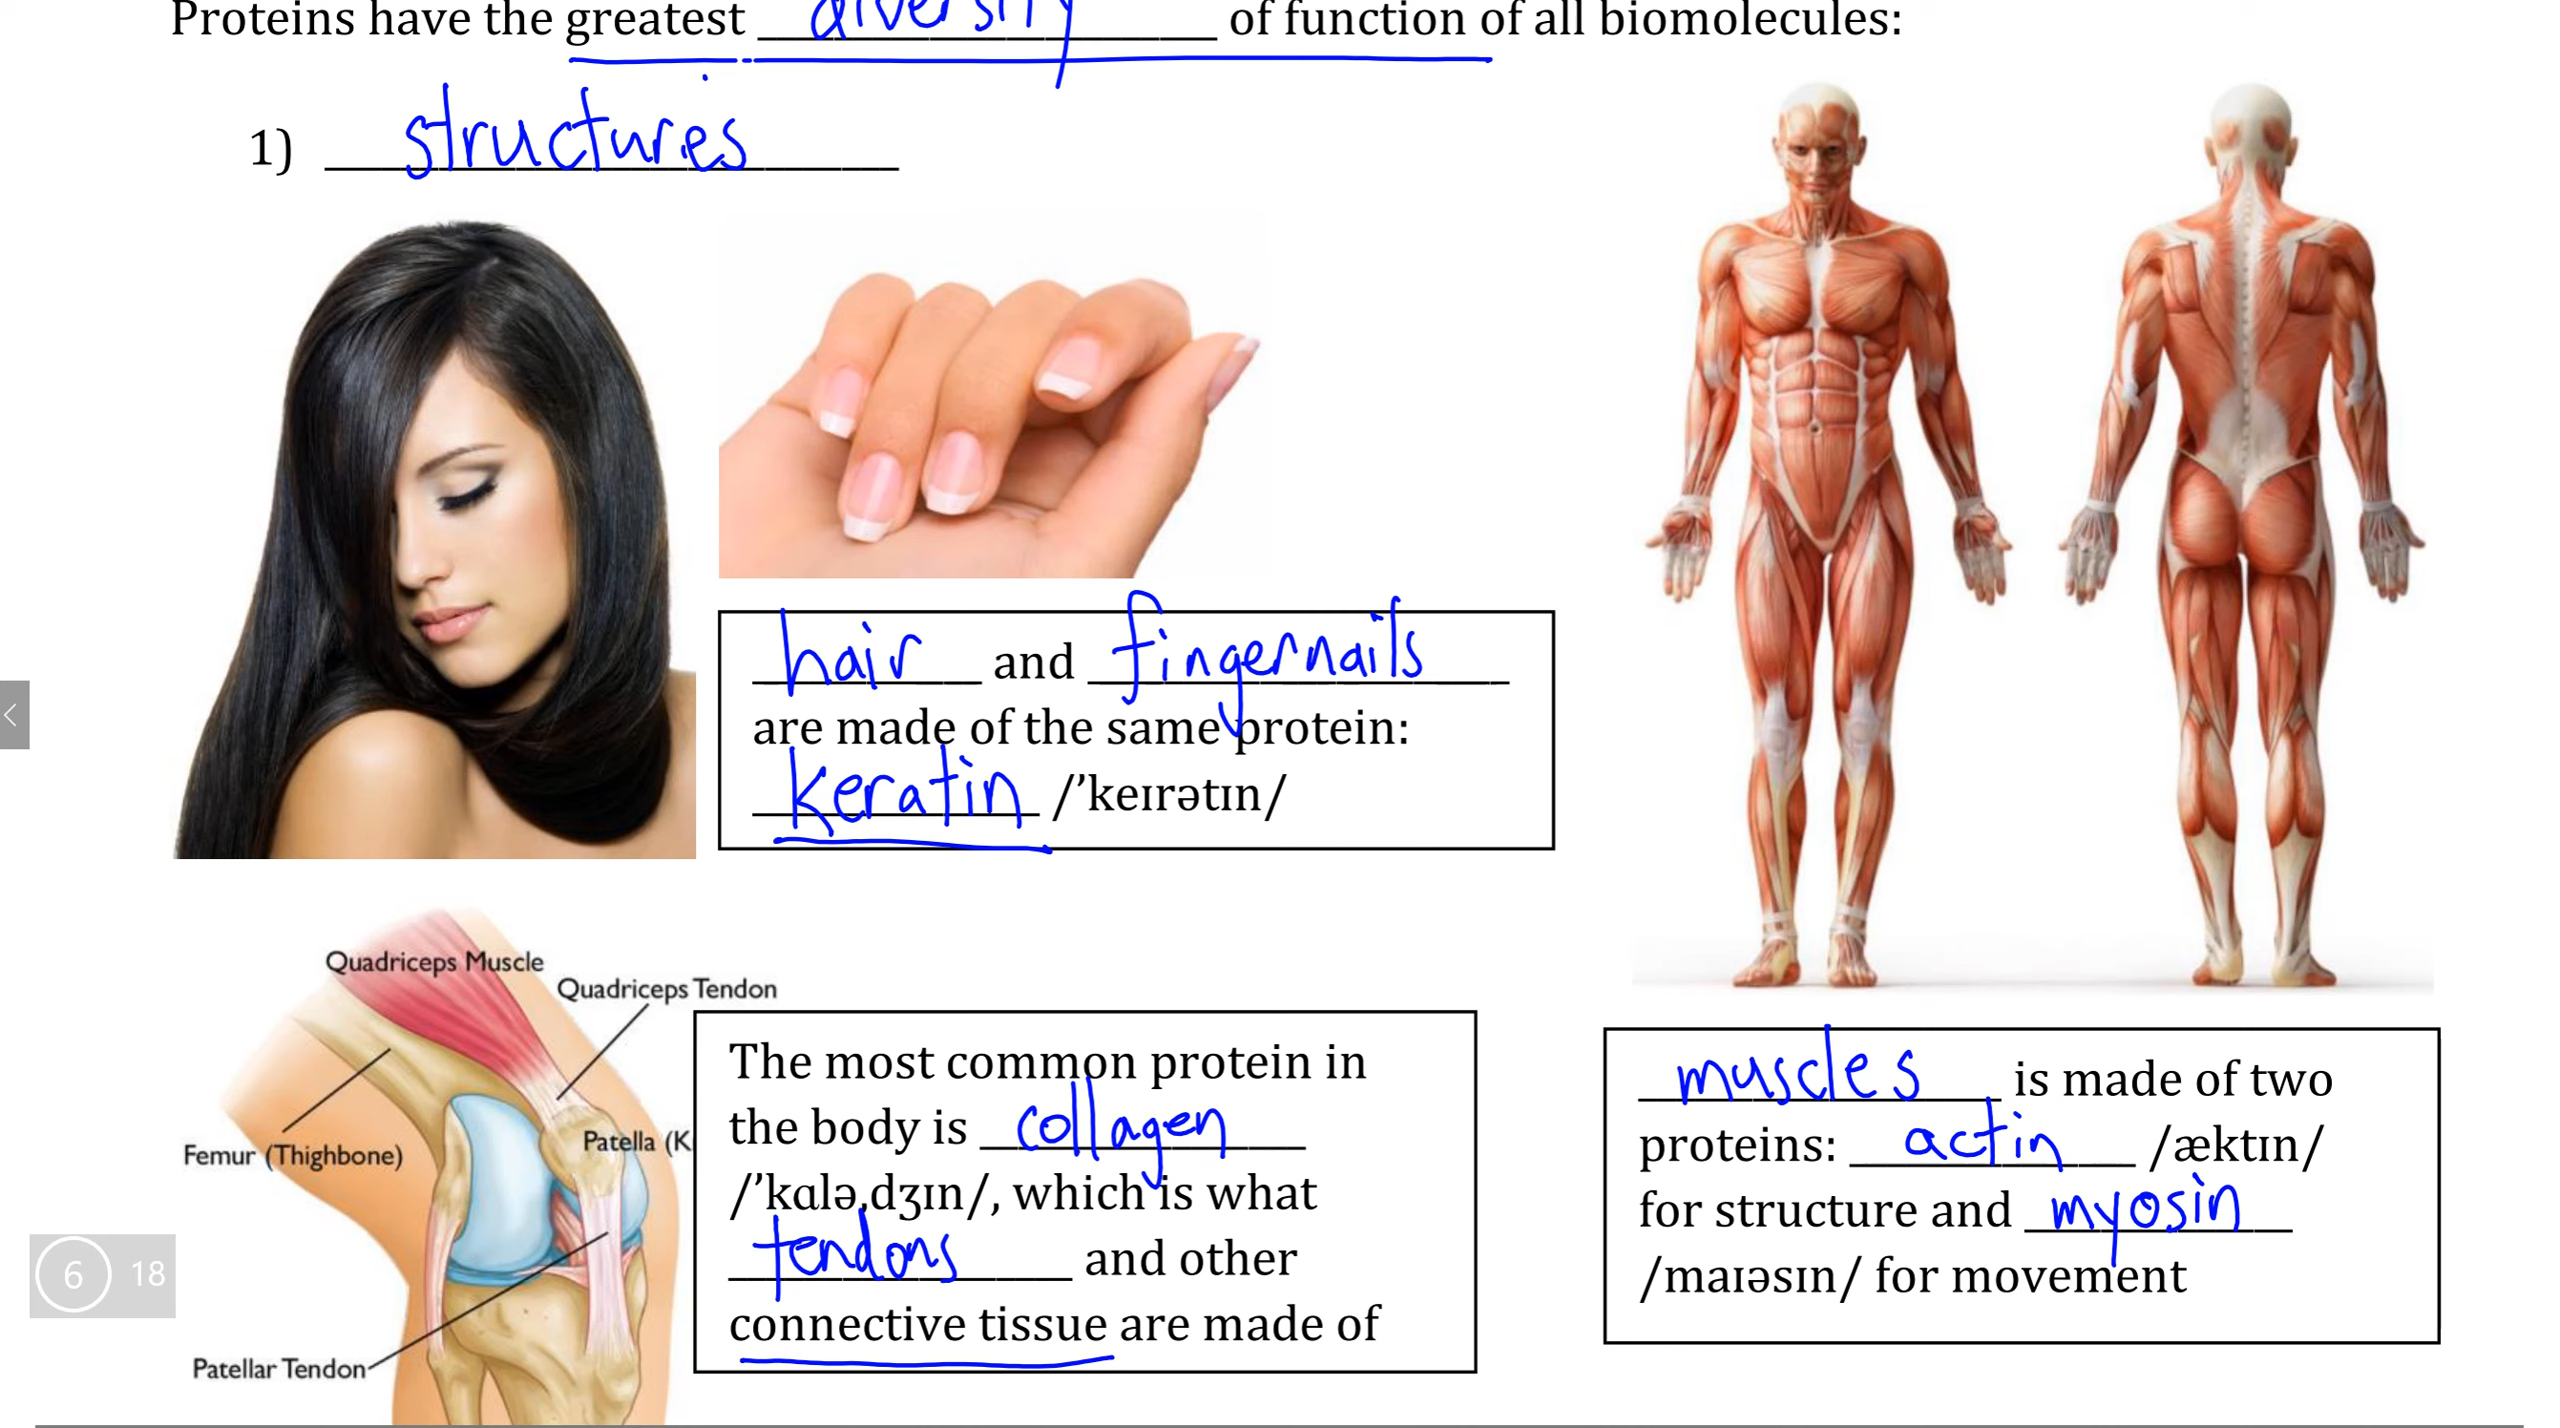 Proteins have the greatest diversity of function of all biomolecules:
1) structures
hair and fingernails
are made of the same protein:
keratin /’keɪrətɪn/
Quadriceps Muscle
Quadriceps Tendon
Femur (Thighbone)
Patella (K
Patellar Tendon
The most common protein in
the body is collagen
/’kɑləˌdʒɪn/, which is what
tendons and other
connective tissue are made of
muscles is made of two
proteins: actin /æktɪn/
for structure and myosin
/maɪəsɪn/ for movement
6 18